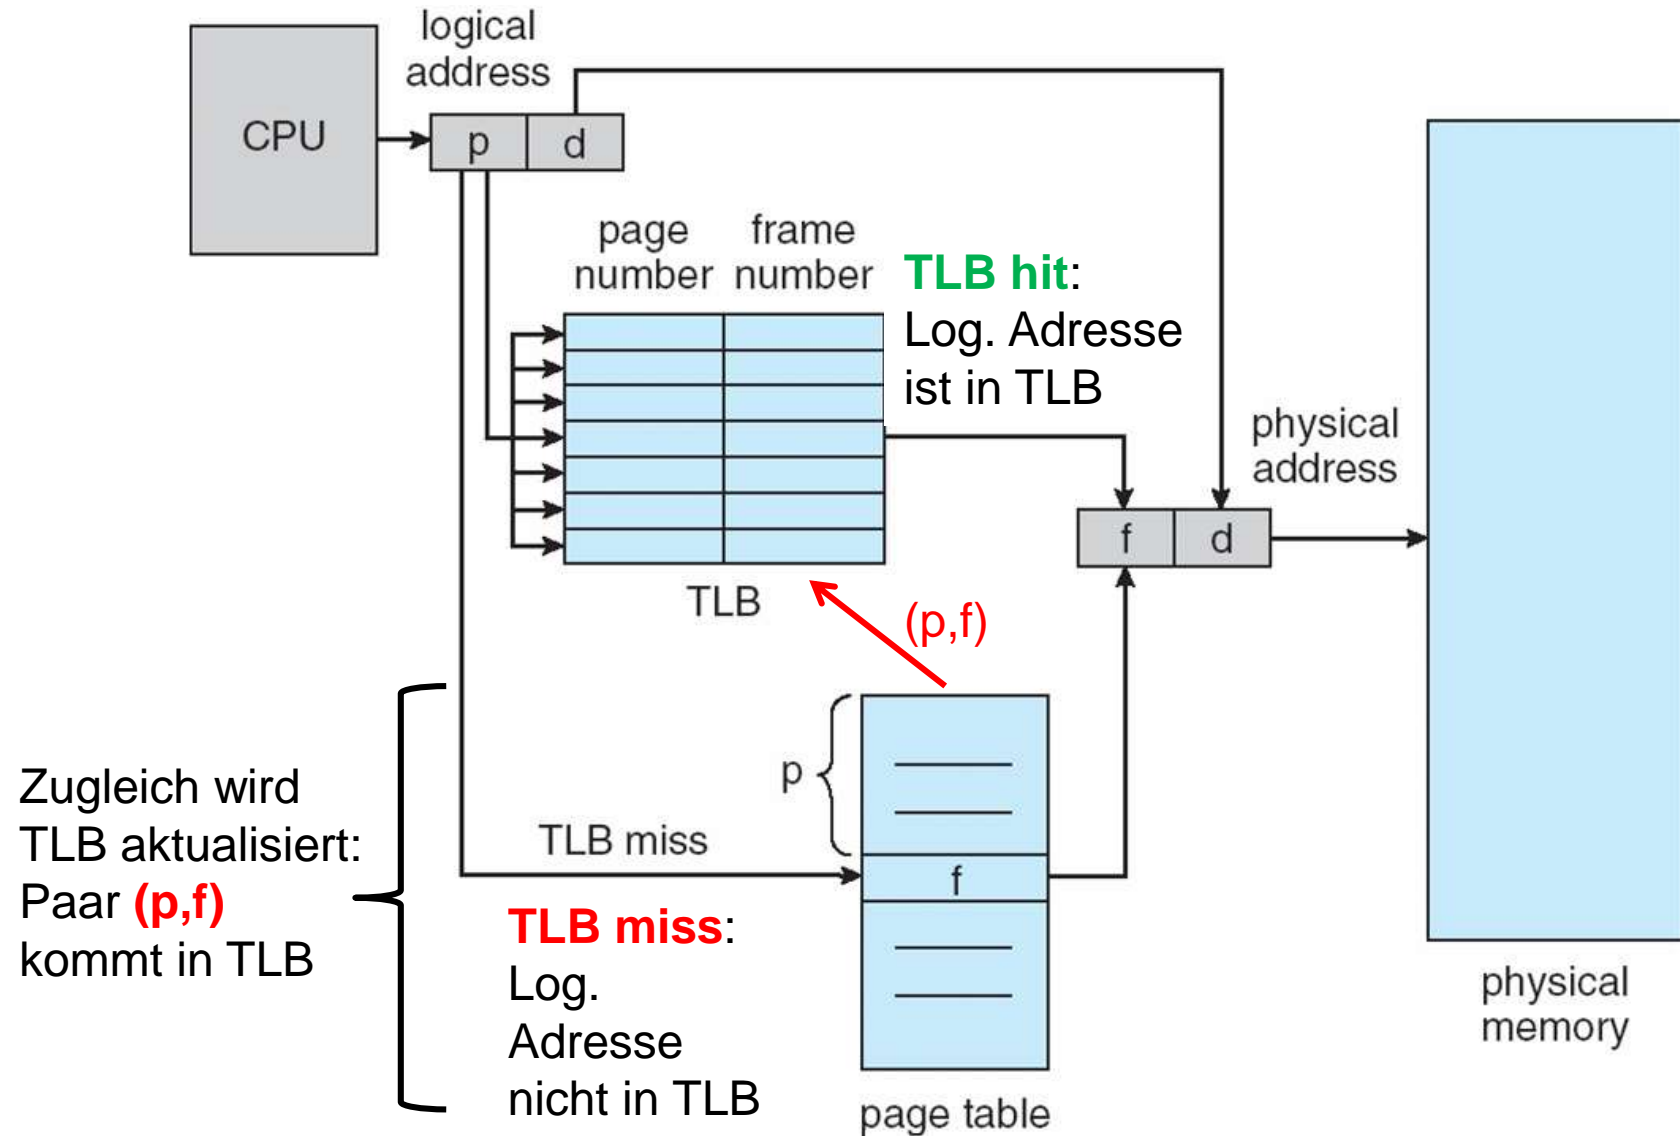 logical
address
CPU
p
d
page
number
frame
number
TLB hit:
Log. Adresse
ist in TLB
physical
address
f
d
TLB
(p,f)
p
Zugleich wird
TLB aktualisiert:
Paar (p,f)
kommt in TLB
TLB miss
f
TLB miss:
Log.
Adresse
nicht in TLB
physical
memory
page table